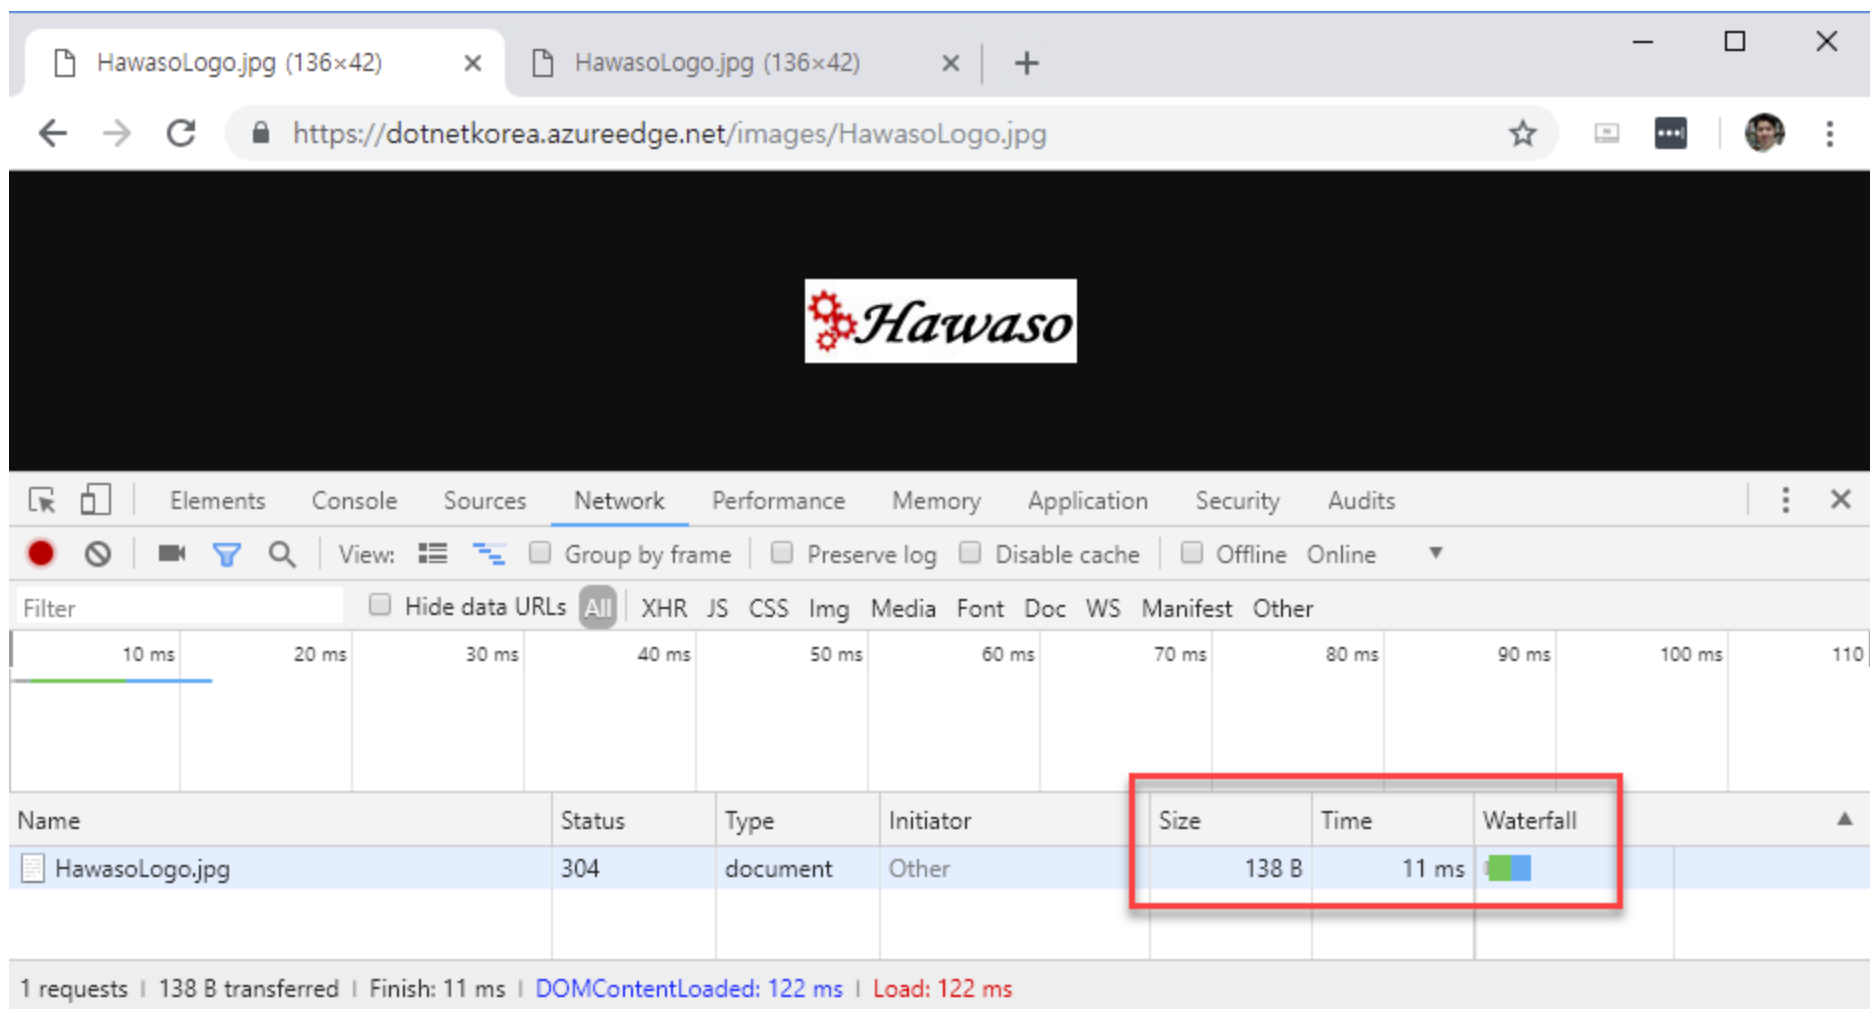 HawasoLogo.jpg (136×42) HawasoLogo.jpg (136×42)
https://dotnetkorea.azureedge.net/images/HawasoLogo.jpg
Hawaso
Elements Console Sources Network Performance Memory Application Security Audits
View: Group by frame Preserve log Disable cache Offline Online
Filter Hide data URLs All XHR JS CSS Img Media Font Doc WS Manifest Other
10 ms 20 ms 30 ms 40 ms 50 ms 60 ms 70 ms 80 ms 90 ms 100 ms 110
Name Status Type Initiator Size Time Waterfall
HawasoLogo.jpg 304 document Other 138 B 11 ms
1 requests | 138 B transferred | Finish: 11 ms | DOMContentLoaded: 122 ms | Load: 122 ms